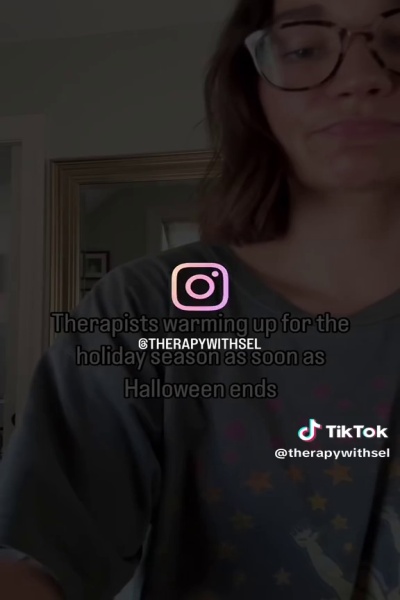 Therapists warming up for the
@THERAPYWITHSEL
holiday season as soon as
Halloween ends
TikTok
@therapywithsel